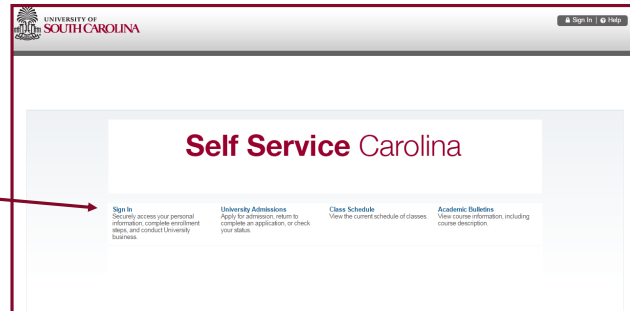 UNIVERSITY OF
SOUTH CAROLINA
Sign In | Help
Self Service Carolina
Sign In
Securely access your personal
information, complete enrollment
steps, and conduct University
business.
University Admissions
Apply for admission, return to
complete an application, or check
your status.
Class Schedule
View the current schedule of classes.
Academic Bulletins
View course information, including
course description.